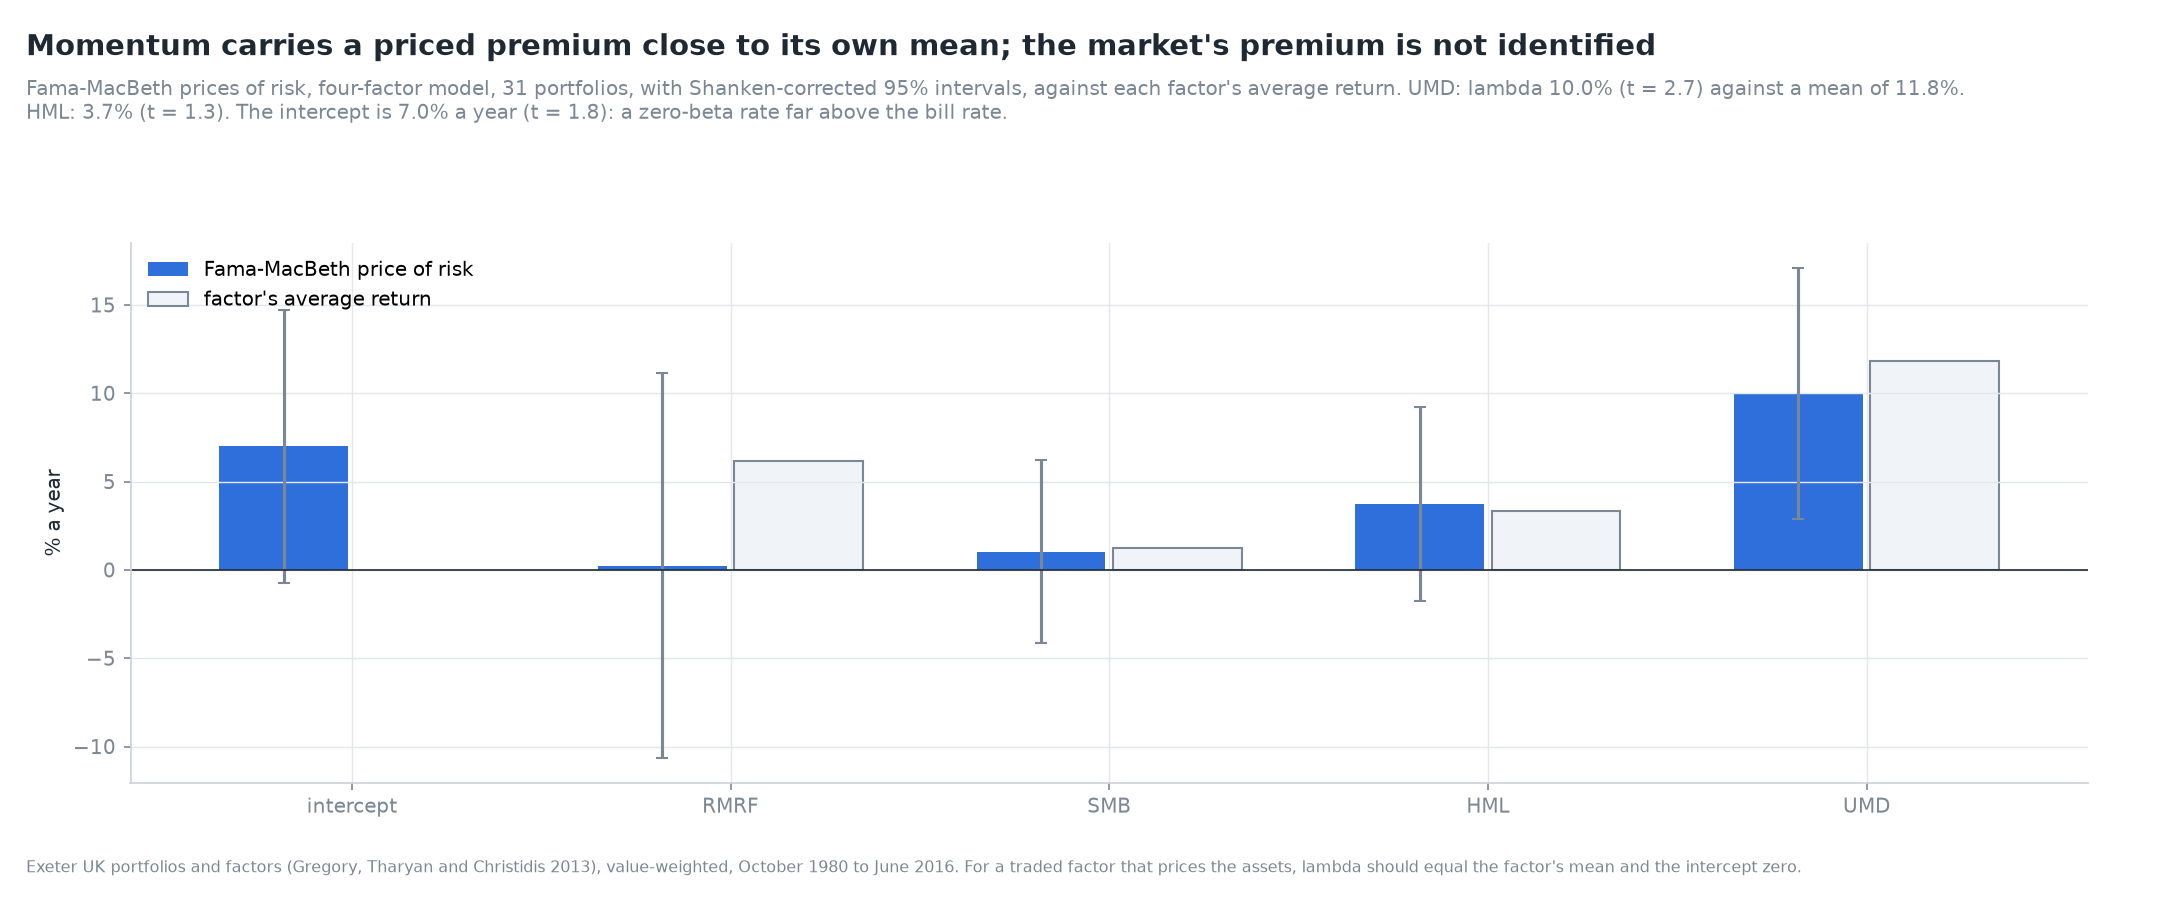 Momentum carries a priced premium close to its own mean; the market's premium is not identified
Fama-MacBeth prices of risk, four-factor model, 31 portfolios, with Shanken-corrected 95% intervals, against each factor's average return. UMD: lambda 10.0% (t = 2.7) against a mean of 11.8%.
HML: 3.7% (t = 1.3). The intercept is 7.0% a year (t = 1.8): a zero-beta rate far above the bill rate.
Fama-MacBeth price of risk
factor's average return
% a year
15
10
5
0
−5
−10
intercept
RMRF
SMB
HML
UMD
Exeter UK portfolios and factors (Gregory, Tharyan and Christidis 2013), value-weighted, October 1980 to June 2016. For a traded factor that prices the assets, lambda should equal the factor's mean and the intercept zero.